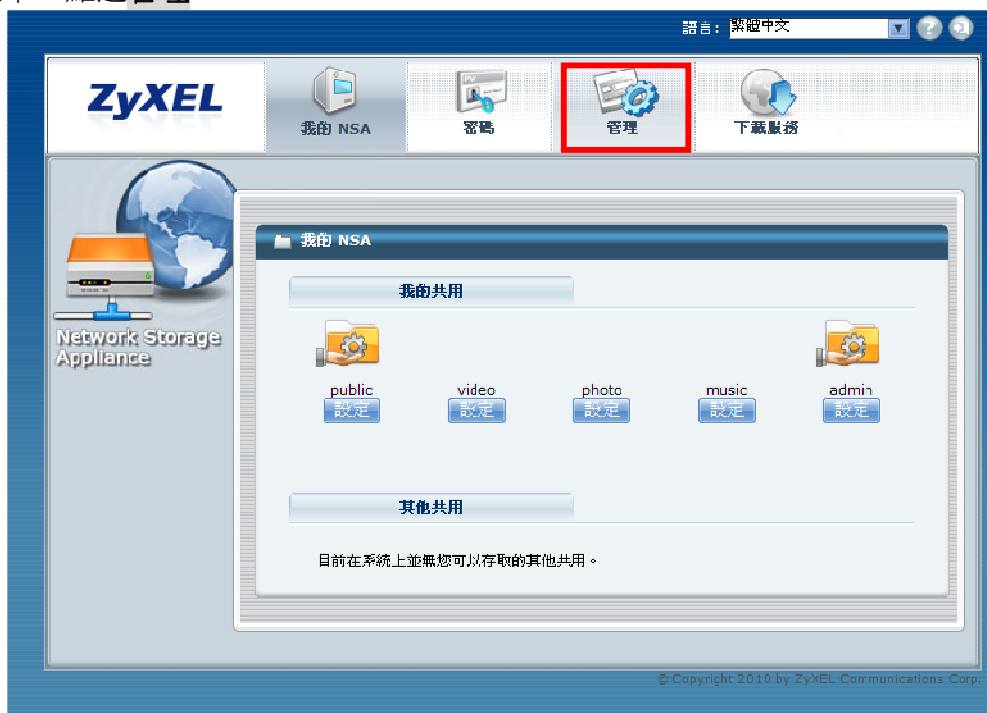 語言: 繁體中文
ZyXEL
我的 NSA
密碼
管理
下載服務
Network Storage
Appliance
我的 NSA
我的共用
public video photo music admin
設定 設定 設定 設定 設定
其他共用
目前在系統上並無您可以存取的其他共用。
© Copyright 2010 by ZyXEL Communications Corp.